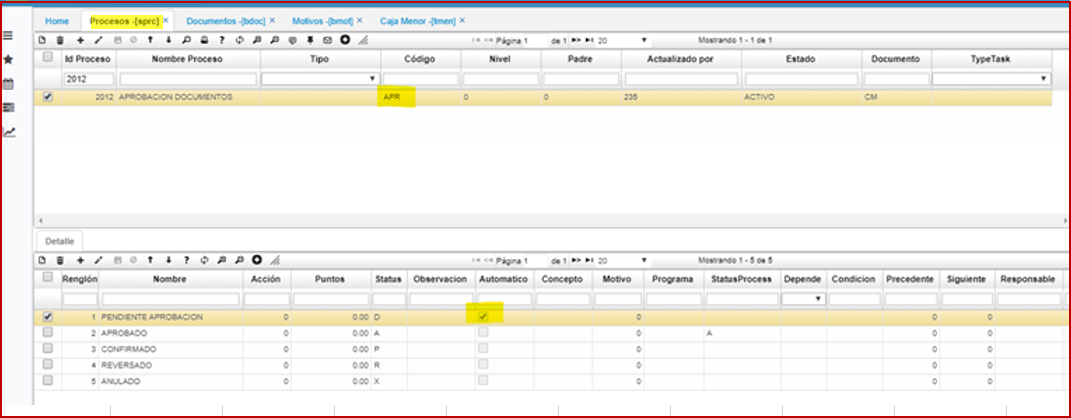 Home Procesos -[sprc] × Documentos -[bdoc] × Motivos -[bmot] × Caja Menor -[tmen] ×
Página 1 de 1 20 Mostrando 1 - 1 de 1
Id Proceso Nombre Proceso Tipo Código Nivel Padre Actualizado por Estado Documento TypeTask
2012
2012 APROBACION DOCUMENTOS APR 0 0 235 ACTIVO CM
Detalle
Página 1 de 1 20 Mostrando 1 - 5 de 5
Renglón Nombre Acción Puntos Status Observacion Automatico Concepto Motivo Programa StatusProcess Depende Condicion Precedente Siguiente Responsable
1 PENDIENTE APROBACION 0 0.00 D 0 0 0
2 APROBADO 0 0.00 A 0 A 0 0
3 CONFIRMADO 0 0.00 P 0 0 0
4 REVERSADO 0 0.00 R 0 0 0
5 ANULADO 0 0.00 X 0 0 0